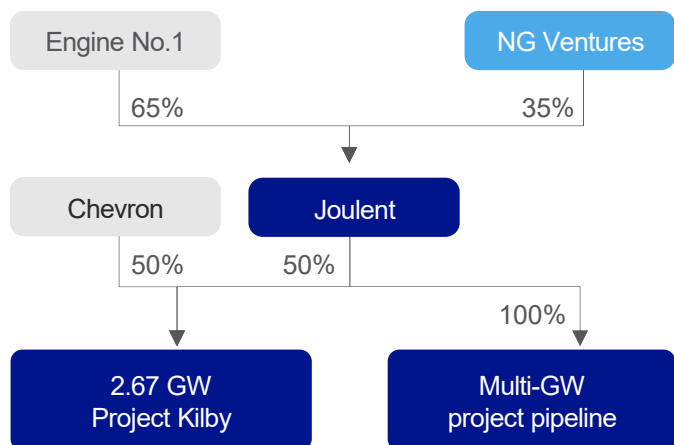 Engine No.1
NG Ventures
65%
35%
Chevron
Joulent
50%
50%
100%
2.67 GW
Project Kilby
Multi-GW
project pipeline